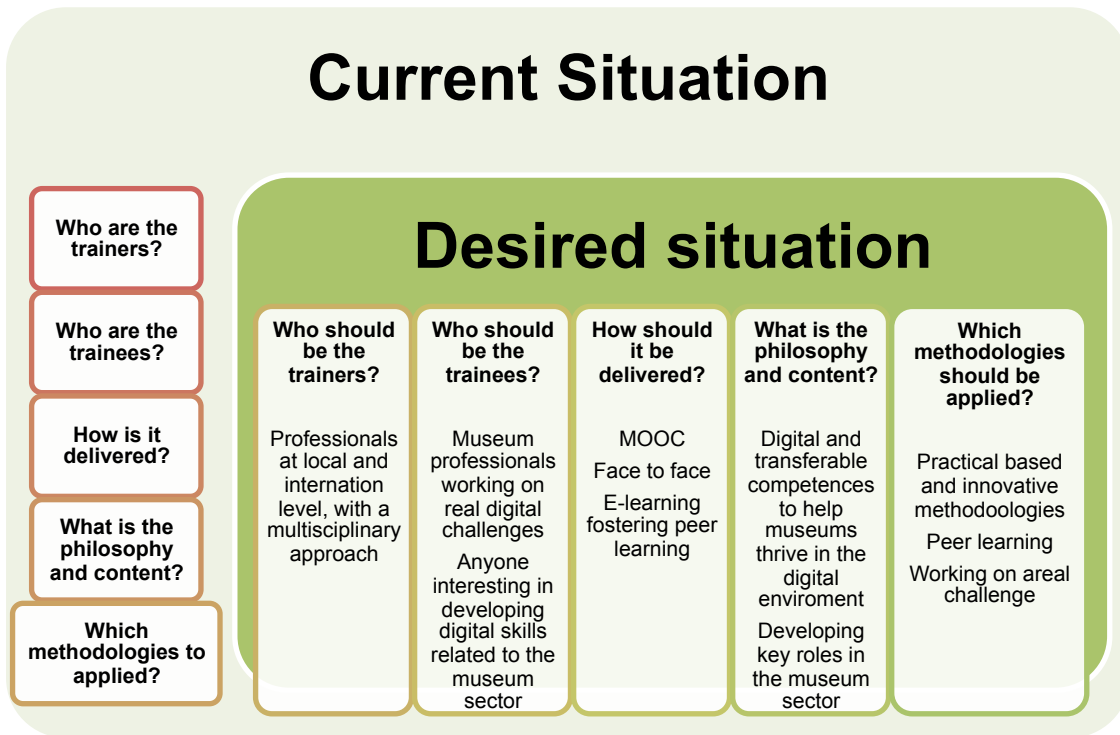 Current Situation
Who are the
trainers?
Who are the
trainees?
How is it
delivered?
What is the
philosophy
and content?
Which
methodologies to
applied?
Desired situation
Who should
be the
trainers?
Professionals
at local and
internation
level, with a
multisciplinary
approach
Who should
be the
trainees?
Museum
professionals
working on
real digital
challenges
Anyone
interesting in
developing
digital skills
related to the
museum
sector
How should
it be
delivered?
MOOC
Face to face
E-learning
fostering peer
learning
What is the
philosophy
and content?
Digital and
transferable
competences
to help
museums
thrive in the
digital
enviroment
Developing
key roles in
the museum
sector
Which
methodologies
should be
applied?
Practical based
and innovative
methodoologies
Peer learning
Working on areal
challenge